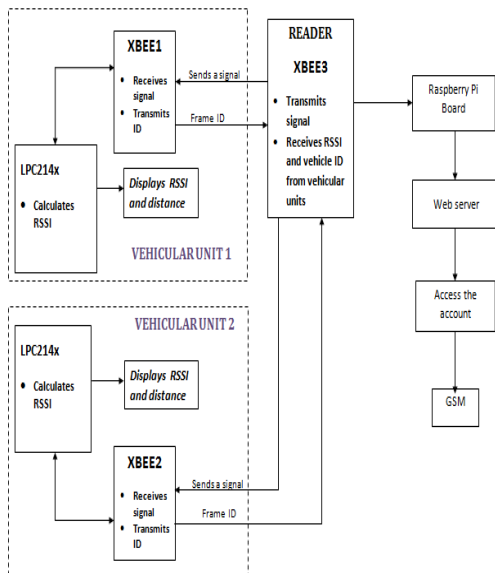 XBEE1
• Receives
signal
• Transmits
ID
Sends a signal
Frame ID
READER
XBEE3
• Transmits
signal
• Receives RSSI
and vehicle ID
from vehicular
units
Raspberry Pi
Board
Web server
Access the
account
GSM
LPC214x
• Calculates
RSSI
Displays RSSI
and distance
VEHICULAR UNIT 1
VEHICULAR UNIT 2
LPC214x
• Calculates
RSSI
Displays RSSI
and distance
XBEE2
• Receives
signal
• Transmits
ID
Sends a signal
Frame ID